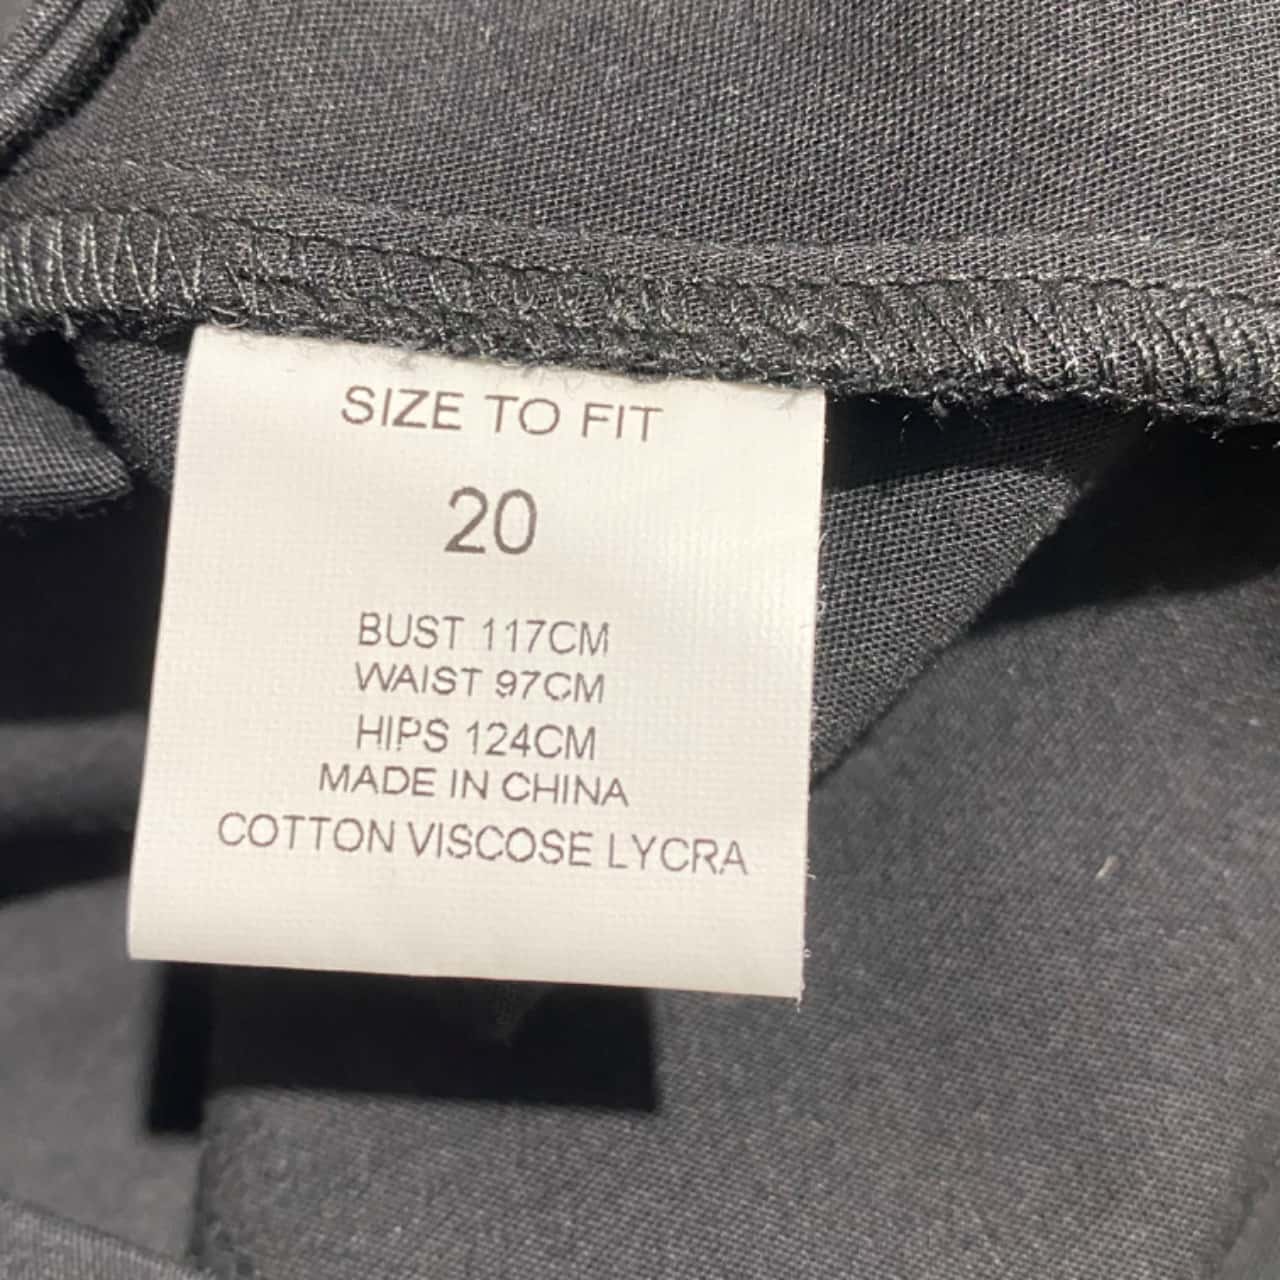 SIZE TO FIT
20
BUST 117CM
WAIST 97CM
HIPS 124CM
MADE IN CHINA
COTTON VISCOSE LYCRA